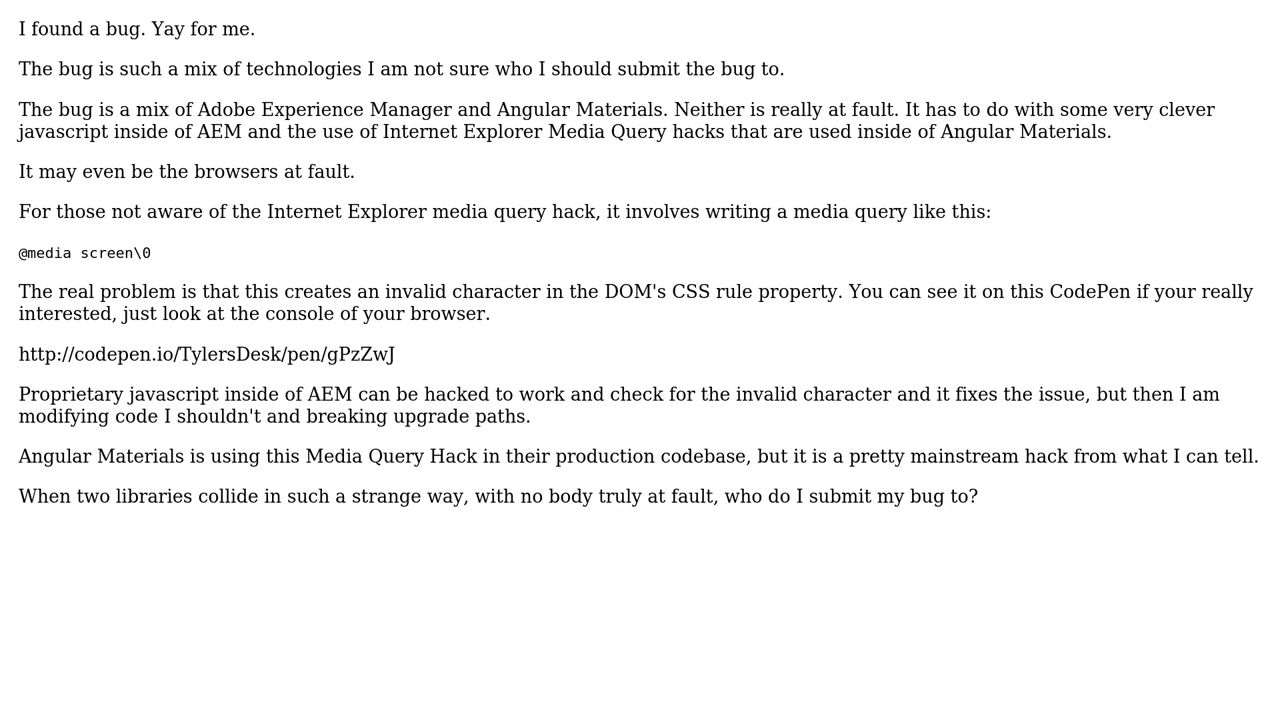 I found a bug. Yay for me.
The bug is such a mix of technologies I am not sure who I should submit the bug to.
The bug is a mix of Adobe Experience Manager and Angular Materials. Neither is really at fault. It has to do with some very clever
javascript inside of AEM and the use of Internet Explorer Media Query hacks that are used inside of Angular Materials.
It may even be the browsers at fault.
For those not aware of the Internet Explorer media query hack, it involves writing a media query like this:
@media screen\0
The real problem is that this creates an invalid character in the DOM's CSS rule property. You can see it on this CodePen if your really
interested, just look at the console of your browser.
http://codepen.io/TylersDesk/pen/gPzZwJ
Proprietary javascript inside of AEM can be hacked to work and check for the invalid character and it fixes the issue, but then I am
modifying code I shouldn't and breaking upgrade paths.
Angular Materials is using this Media Query Hack in their production codebase, but it is a pretty mainstream hack from what I can tell.
When two libraries collide in such a strange way, with no body truly at fault, who do I submit my bug to?